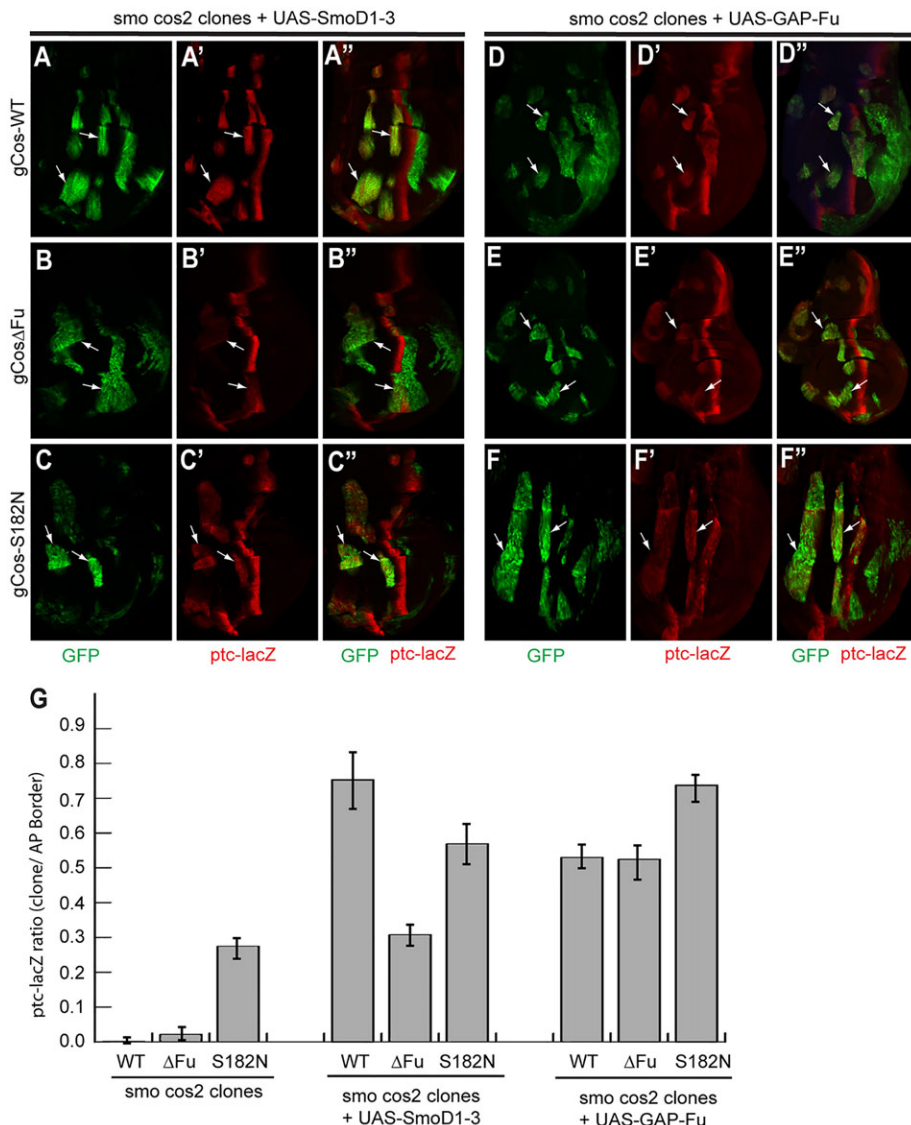 smo cos2 clones + UAS-SmoD1-3
smo cos2 clones + UAS-GAP-Fu
gCos-WT
A
A'
A"
D
D'
D"
gCosΔFu
B
B'
B"
E
E'
E"
gCos-S182N
C
C'
C"
F
F'
F"
GFP
ptc-lacZ
GFP ptc-lacZ
GFP
ptc-lacZ
GFP ptc-lacZ
G
ptc-lacZ ratio (clone/ AP Border)
0.9
0.8
0.7
0.6
0.5
0.4
0.3
0.2
0.1
0.0
WT ΔFu S182N
WT ΔFu S182N
WT ΔFu S182N
smo cos2 clones
smo cos2 clones
+ UAS-SmoD1-3
smo cos2 clones
+ UAS-GAP-Fu